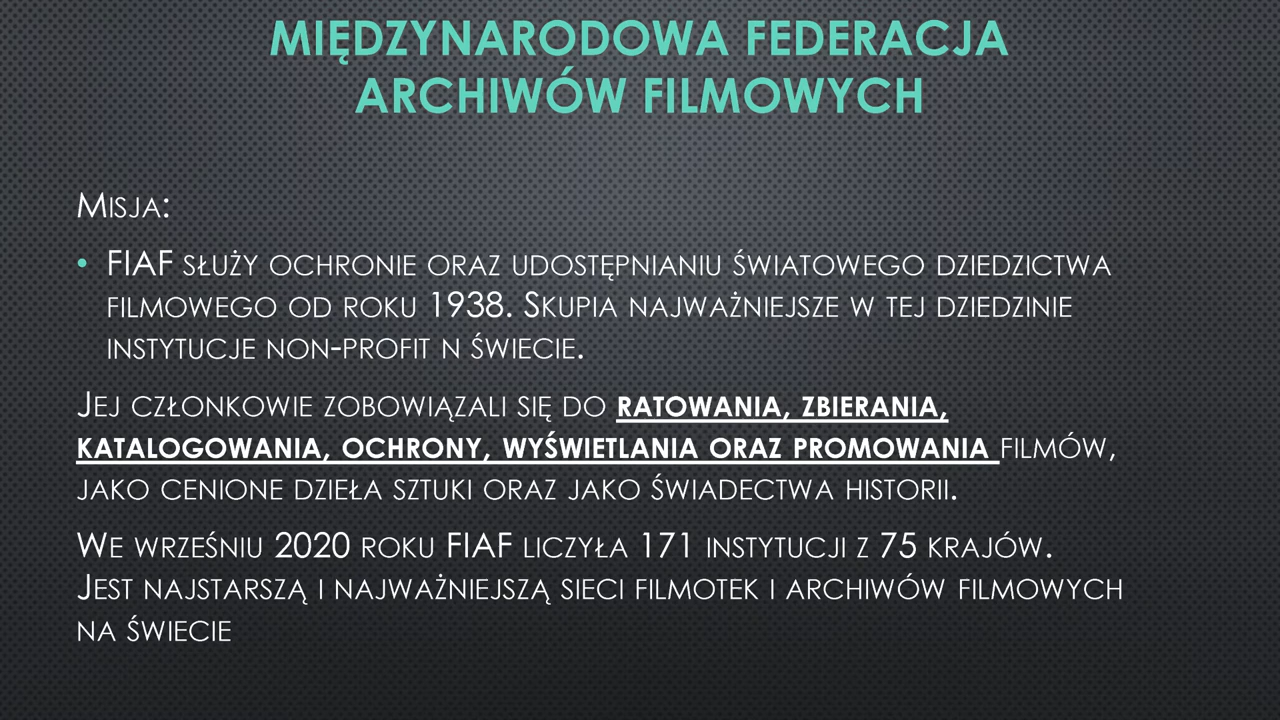 MIĘDZYNARODOWA FEDERACJA
ARCHIWÓW FILMOWYCH
Misja:
• FIAF służy ochronie oraz udostępnianiu światowego dziedzictwa
filmowego od roku 1938. Skupia najważniejsze w tej dziedzinie
instytucje non-profit n świecie.
Jej członkowie zobowiązali się do ratowania, zbierania,
katalogowania, ochrony, wyświetlania oraz promowania filmów,
jako cenione dzieła sztuki oraz jako świadectwa historii.
We wrześniu 2020 roku FIAF liczyła 171 instytucji z 75 krajów.
Jest najstarszą i najważniejszą sieci filmotek i archiwów filmowych
na świecie